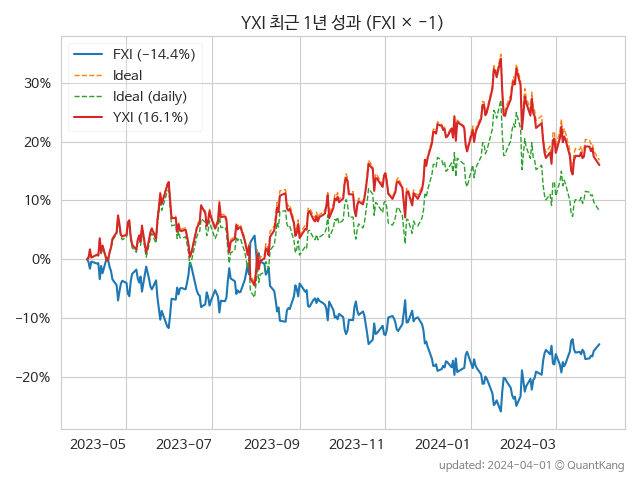 YXI 최근 1년 성과 (FXI × −1)
FXI (−14.4%)
Ideal
Ideal (daily)
YXI (16.1%)
30%
20%
10%
0%
−10%
−20%
2023-05
2023-07
2023-09
2023-11
2024-01
2024-03
updated: 2024-04-01 © QuantKang